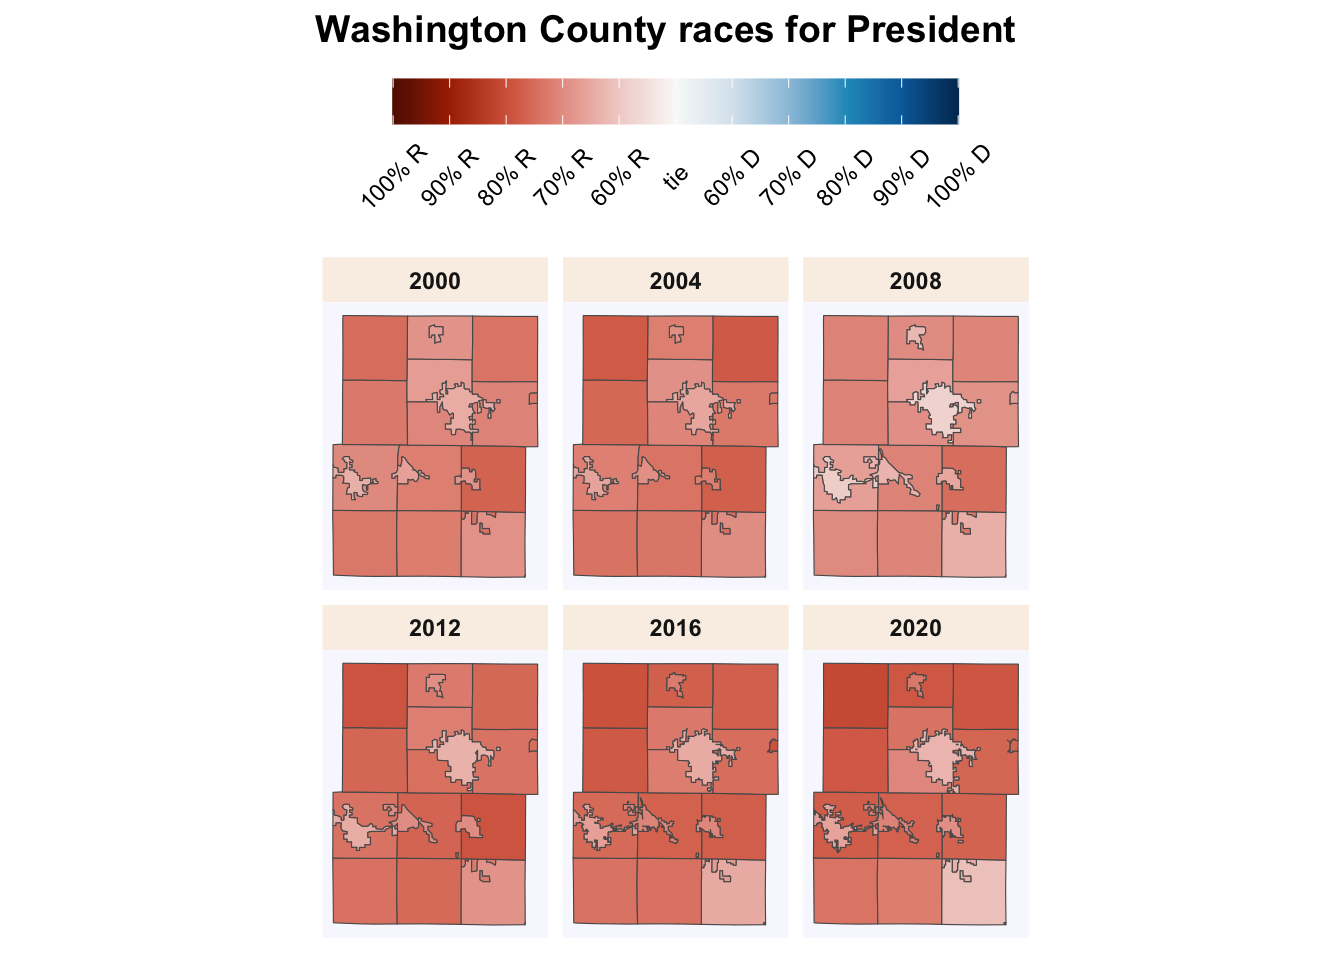 Washington County races for President
100% R 90% R 80% R 70% R 60% R tie 60% D 70% D 80% D 90% D 100% D
2000 2004 2008
2012 2016 2020